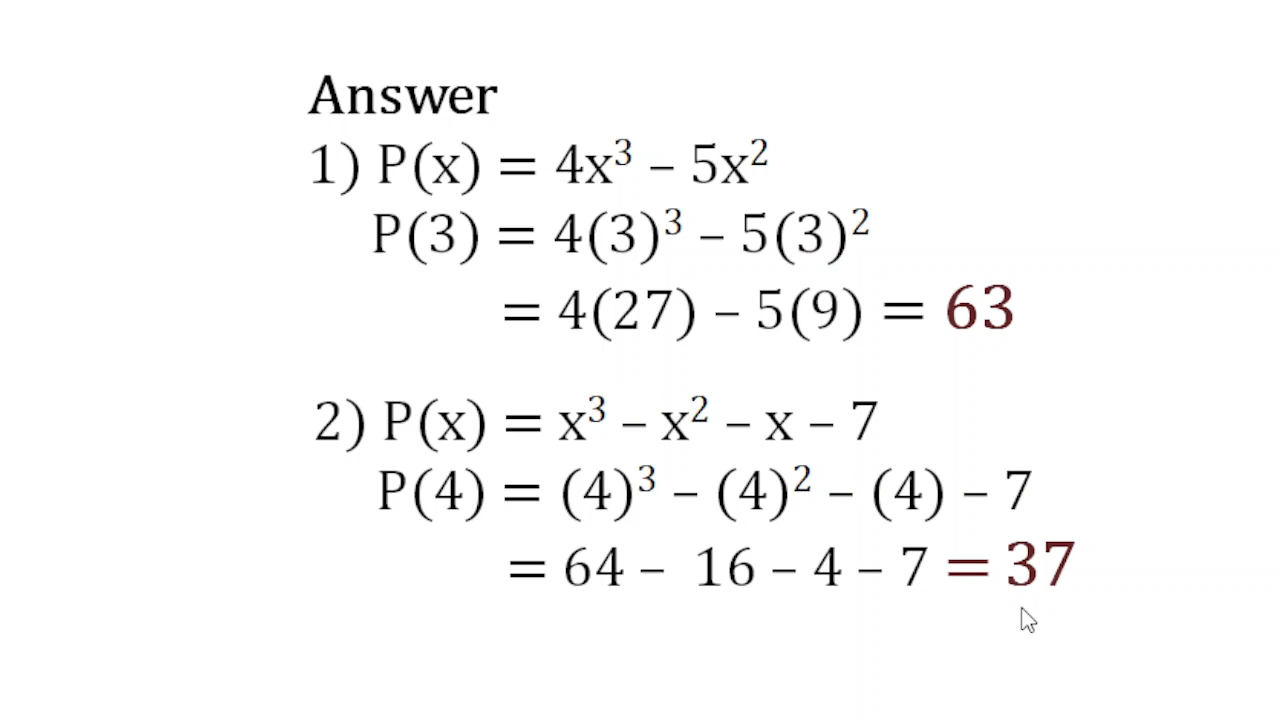 Answer
1) P(x) = 4x³ – 5x²
P(3) = 4(3)³ – 5(3)²
= 4(27) – 5(9) = 63
2) P(x) = x³ – x² – x – 7
P(4) = (4)³ – (4)² – (4) – 7
= 64 – 16 – 4 – 7 = 37